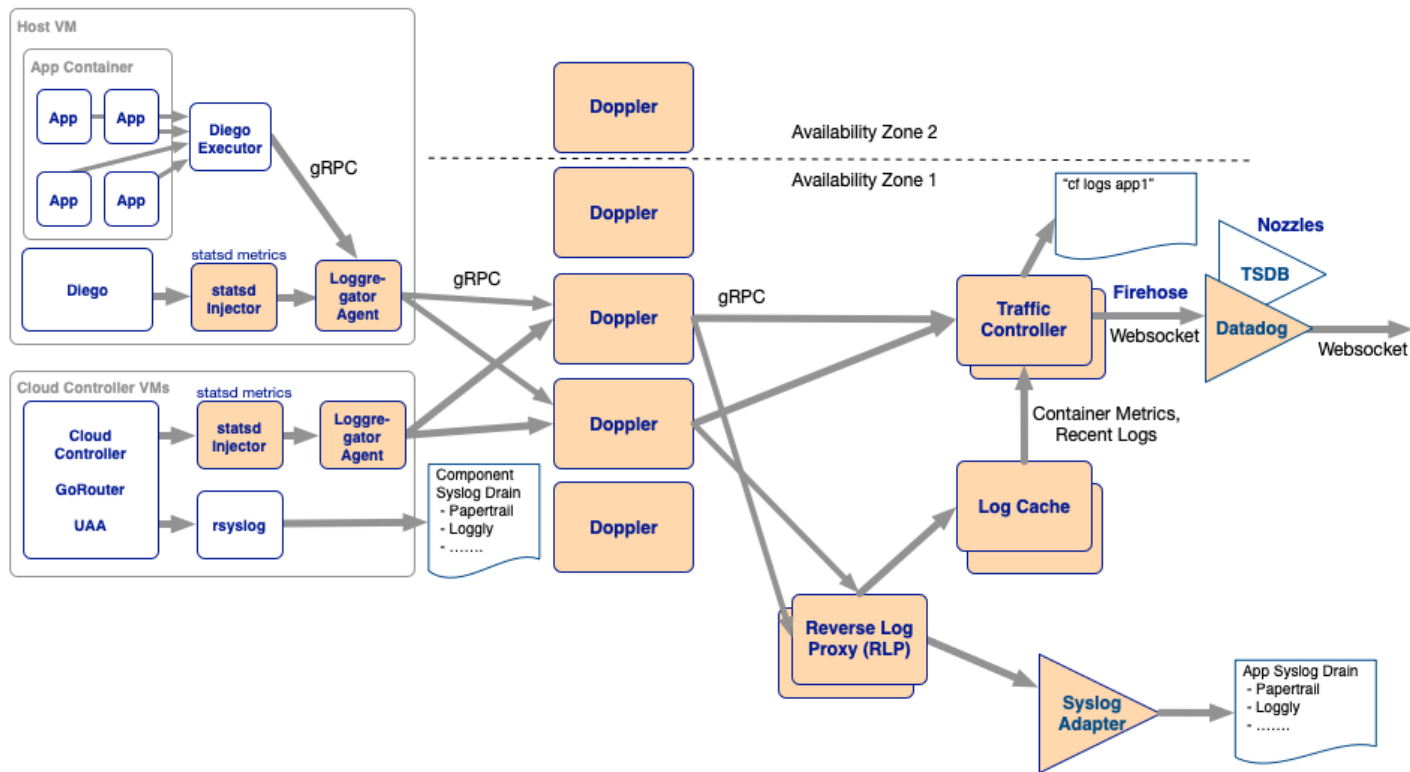 Host VM
App Container
App
App
App
App
Diego
Executor
gRPC
Diego
statsd metrics
statsd
Injector
Loggre-
gator
Agent
Cloud Controller VMs
Cloud
Controller
GoRouter
UAA
statsd metrics
statsd
Injector
Loggre-
gator
Agent
rsyslog
Component
Syslog Drain
- Papertrail
- Loggly
- .......
gRPC
Doppler
Doppler
Doppler
Doppler
Doppler
Availability Zone 2
Availability Zone 1
gRPC
"cf logs app1"
Traffic
Controller
Firehose
Websocket
Nozzles
TSDB
Datadog
Websocket
Container Metrics,
Recent Logs
Log Cache
Reverse Log
Proxy (RLP)
Syslog
Adapter
App Syslog Drain
- Papertrail
- Loggly
- .......